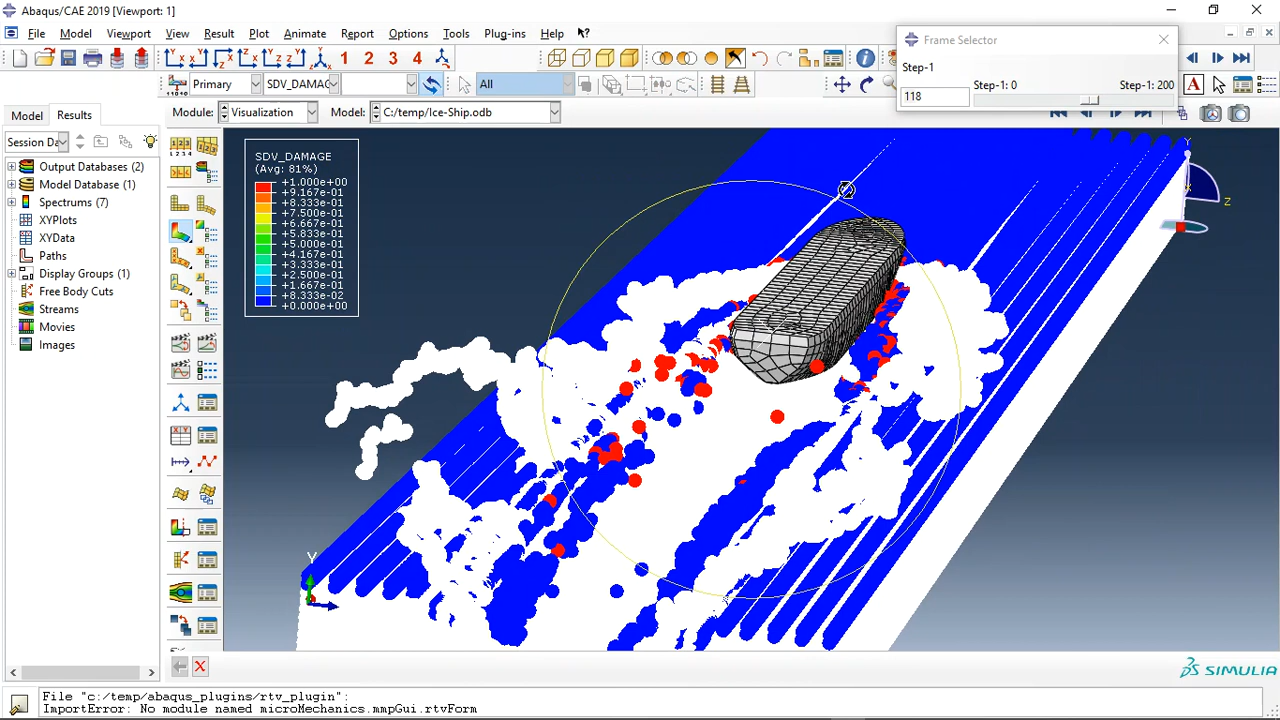 Abaqus/CAE 2019 [Viewport: 1]
File Model Viewport View Result Plot Animate Report Options Tools Plug-ins Help
Frame Selector
Step-1
Step-1: 0 Step-1: 200
118
1 2 3 4
Primary SDV_DAMAG All
Model Results
Module: Visualization Model: C:/temp/Ice-Ship.odb
Session Da
Output Databases (2)
Model Database (1)
Spectrums (7)
XYPlots
XYData
Paths
Display Groups (1)
Free Body Cuts
Streams
Movies
Images
SDV_DAMAGE
(Avg: 81%)
+1.000e+00
+9.167e-01
+8.333e-01
+7.500e-01
+6.667e-01
+5.833e-01
+5.000e-01
+4.167e-01
+3.333e-01
+2.500e-01
+1.667e-01
+8.333e-02
+0.000e+00
Y
Z
Y
SIMULIA
File "c:/temp/abaqus_plugins/rtv_plugin":
ImportError: No module named microMechanics.mmpGui.rtvForm